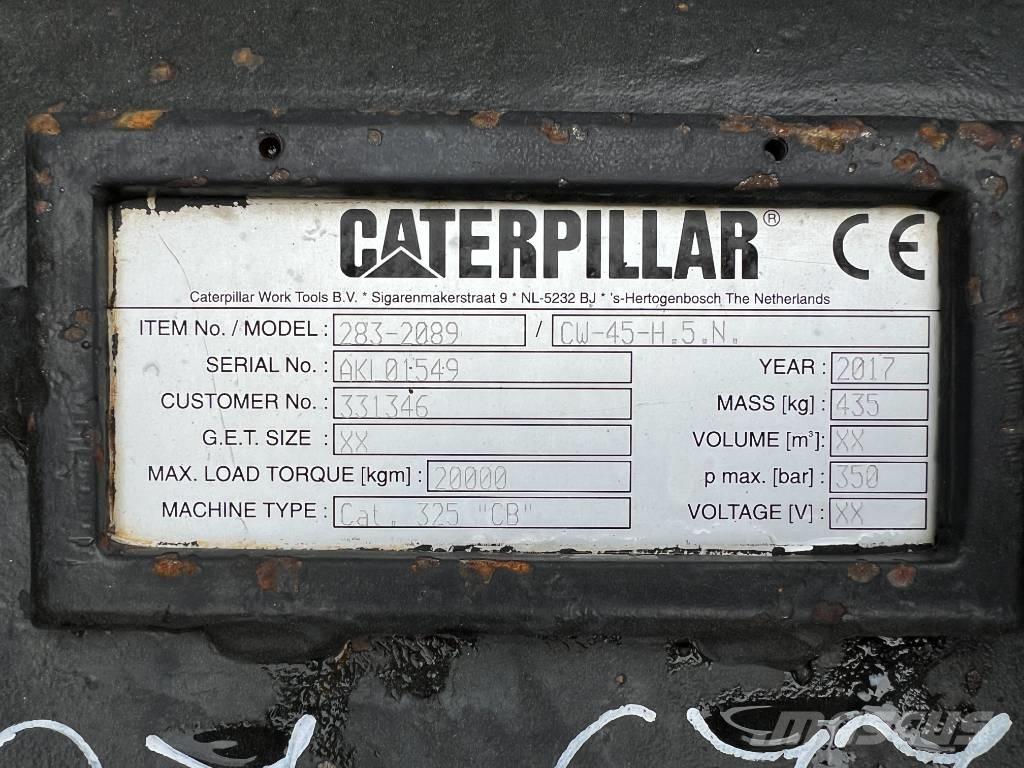 CATERPILLAR® CE
Caterpillar Work Tools B.V. * Sigarenmakerstraat 9 * NL-5232 BJ * 's-Hertogenbosch The Netherlands
ITEM No. / MODEL : 283-2089 / CW-45-H.5.N.
SERIAL No. : AKL01549 YEAR : 2017
CUSTOMER No. : 331346 MASS [kg] : 435
G.E.T. SIZE : XX VOLUME [m³]: XX
MAX. LOAD TORQUE [kgm] : 20000 p max. [bar] : 350
MACHINE TYPE : Cat. 325 "CB" VOLTAGE [V] : XX
Mascus